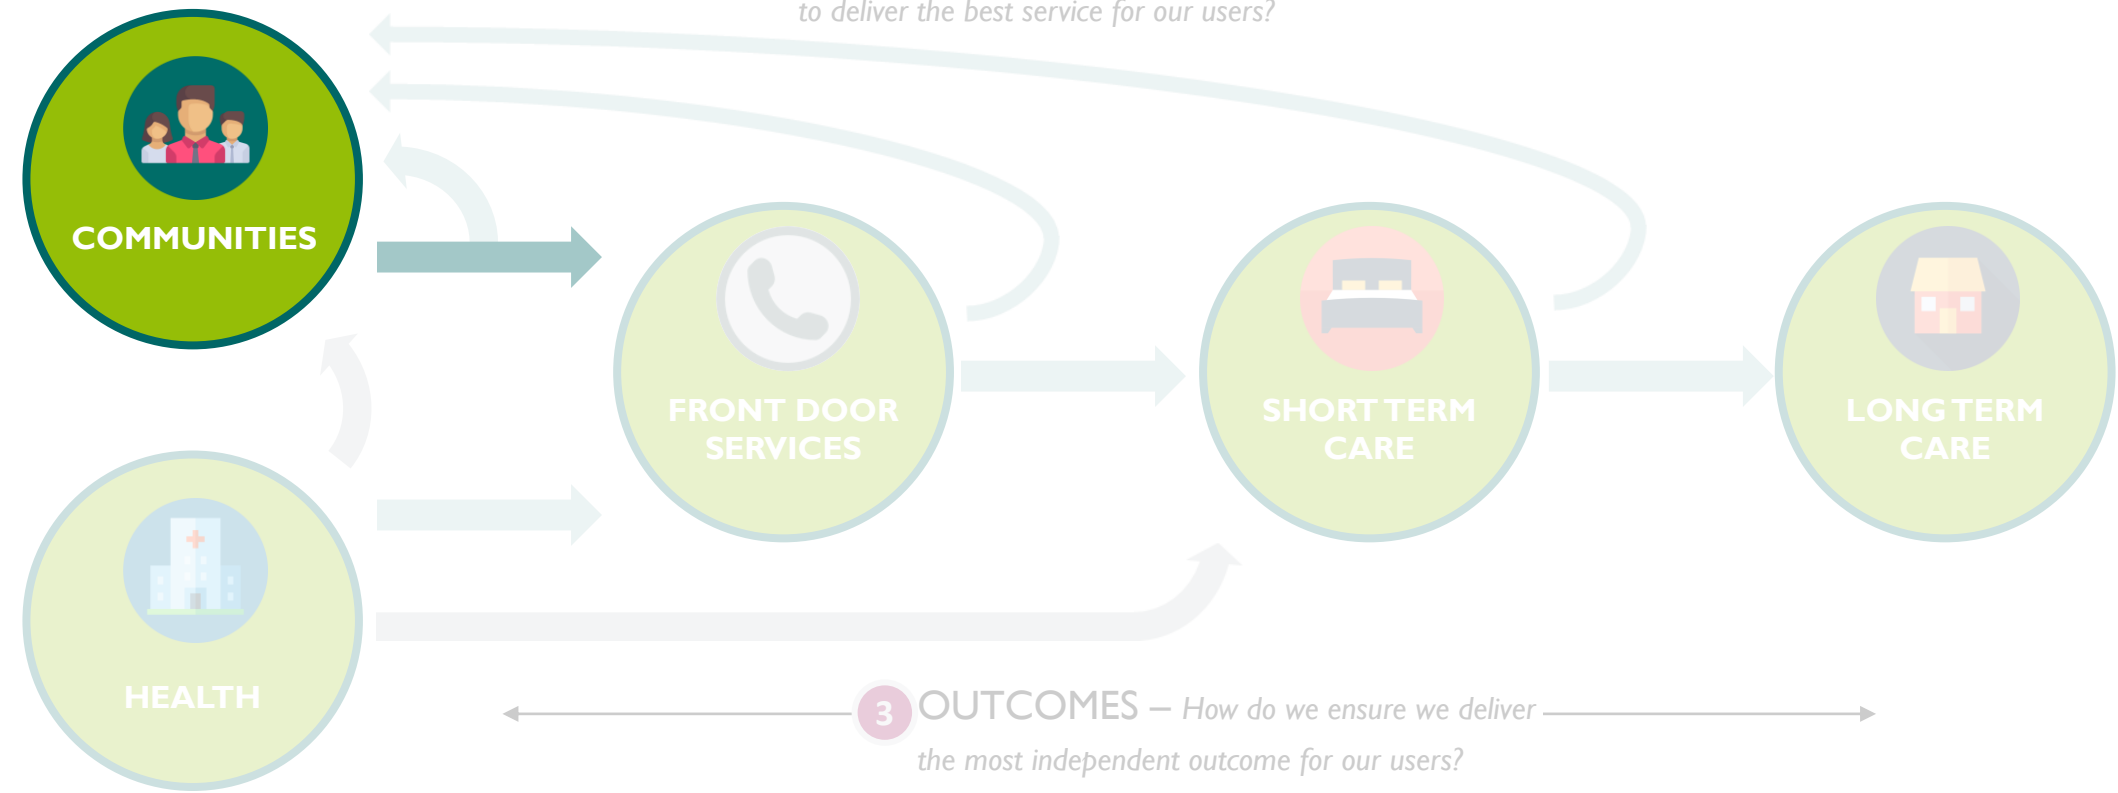 to deliver the best service for our users?
COMMUNITIES
FRONT DOOR
SERVICES
SHORT TERM
CARE
LONG TERM
CARE
HEALTH
3 OUTCOMES – How do we ensure we deliver
the most independent outcome for our users?